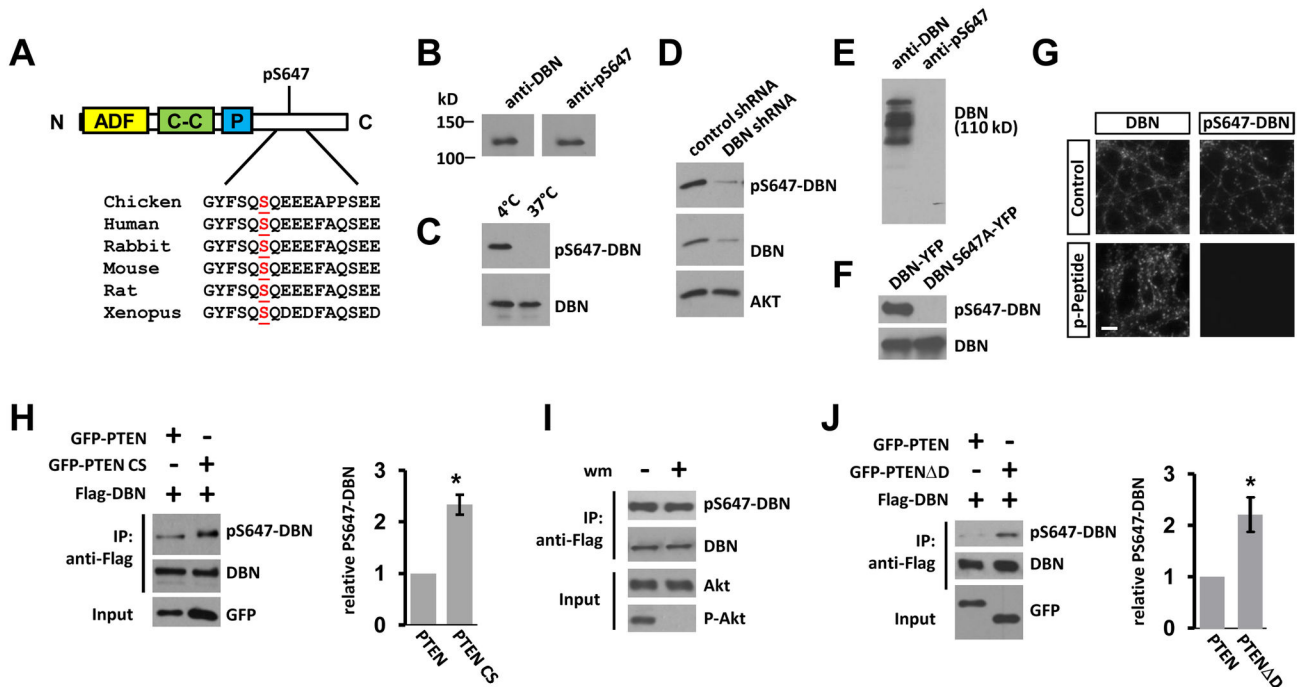 A
pS647
N ADF C-C P C
Chicken GYFSQSQEEEAPPSEE
Human GYFSQSQEEEFAQSEE
Rabbit GYFSQSQEEEFAQSEE
Mouse GYFSQSQEEEFAQSEE
Rat GYFSQSQEEEFAQSEE
Xenopus GYFSQSQDEDFAQSED
B
anti-DBN
anti-pS647
kD
150
100
C
4°C
37°C
pS647-DBN
DBN
D
control shRNA
DBN shRNA
pS647-DBN
DBN
AKT
E
anti-DBN
anti-pS647
DBN
(110 kD)
F
DBN-YFP
DBN S647A-YFP
pS647-DBN
DBN
G
DBN
pS647-DBN
Control
p-Peptide
H
GFP-PTEN + -
GFP-PTEN CS - +
Flag-DBN + +
IP:
anti-Flag
pS647-DBN
DBN
Input
GFP
relative PS647-DBN
3
2
1
0
*
PTEN
PTEN CS
I
wm - +
IP:
anti-Flag
pS647-DBN
DBN
Input
Akt
P-Akt
J
GFP-PTEN + -
GFP-PTENΔD - +
Flag-DBN + +
IP:
anti-Flag
pS647-DBN
DBN
Input
GFP
relative PS647-DBN
3
2
1
0
*
PTEN
PTENΔD